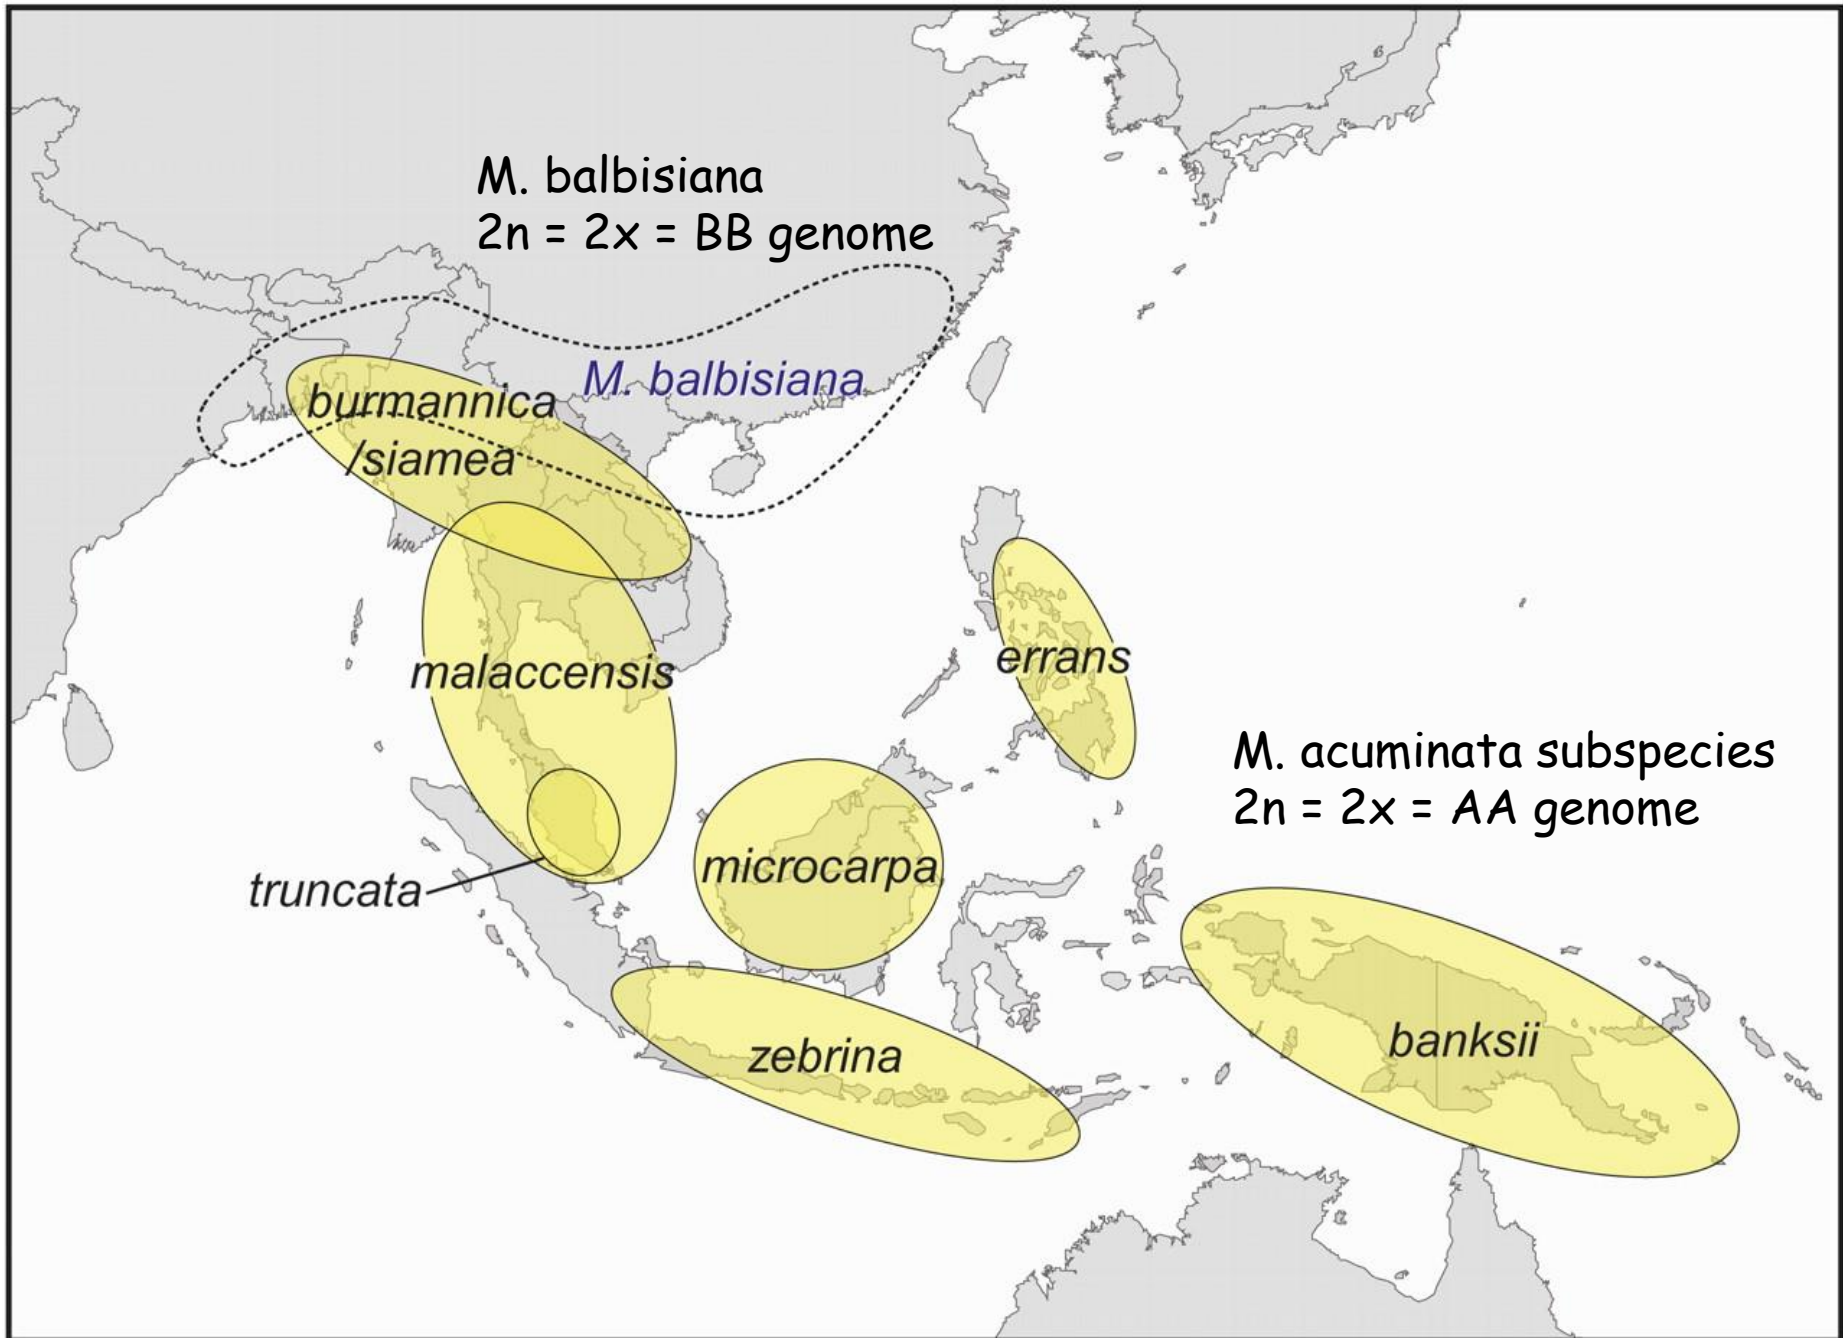 M. balbisiana
2n = 2x = BB genome
M. balbisiana
burmannica
/siamea
malaccensis
errans
M. acuminata subspecies
2n = 2x = AA genome
microcarpa
truncata
banksii
zebrina